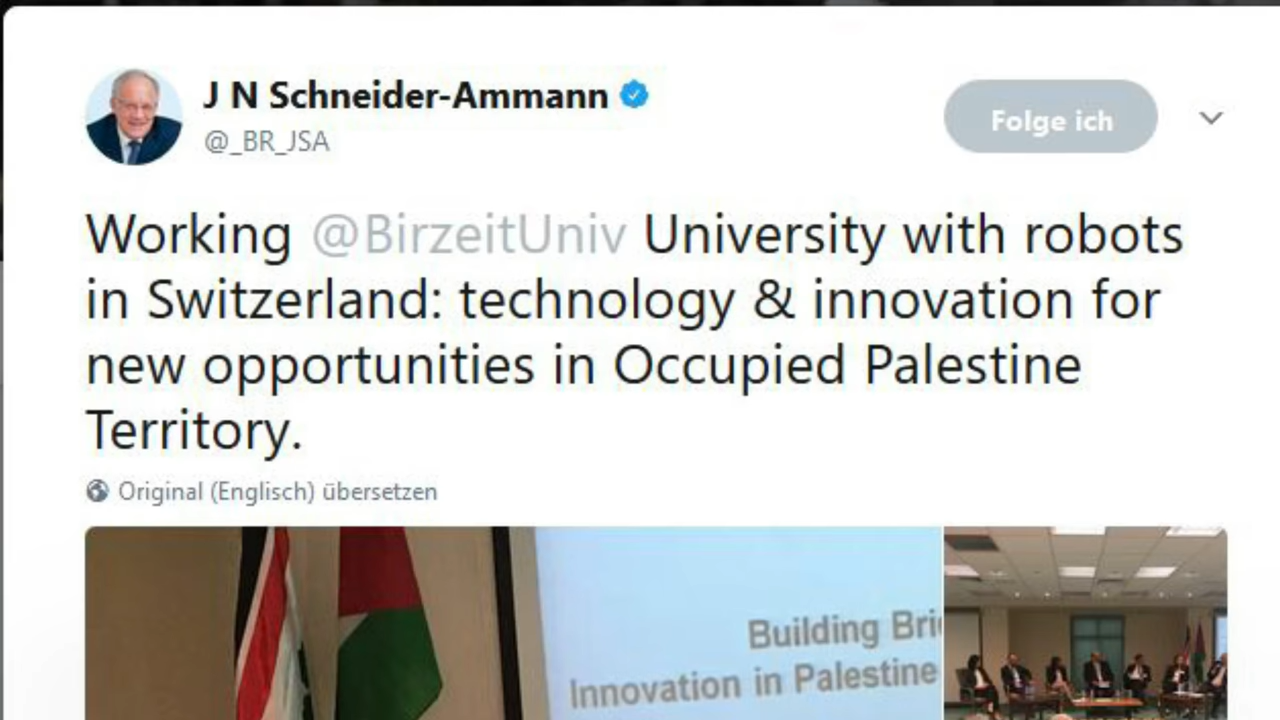 J N Schneider-Ammann
@_BR_JSA
Folge ich
Working @BirzeitUniv University with robots
in Switzerland: technology & innovation for
new opportunities in Occupied Palestine
Territory.
Original (Englisch) übersetzen
Building
Innovation in Palestine